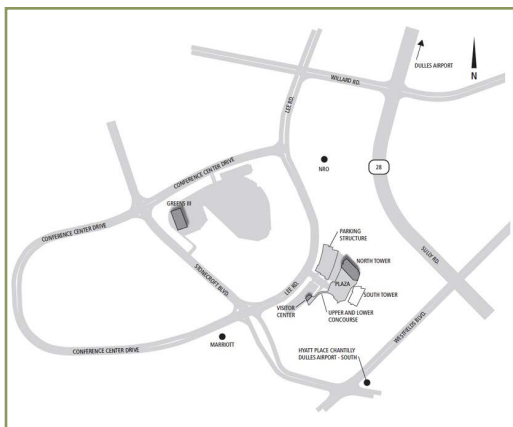 DULLES AIRPORT
N
WILLARD RD.
LEE RD.
28
NRO
CONFERENCE CENTER DRIVE
GREENS III
CONFERENCE CENTER DRIVE
STONECROFT BLVD.
PARKING
STRUCTURE
NORTH TOWER
SULLY RD.
PLAZA
LEE RD.
SOUTH TOWER
VISITOR
CENTER
UPPER AND LOWER
CONCOURSE
WESTFIELDS BLVD.
MARRIOTT
CONFERENCE CENTER DRIVE
HYATT PLACE CHANTILLY
DULLES AIRPORT - SOUTH